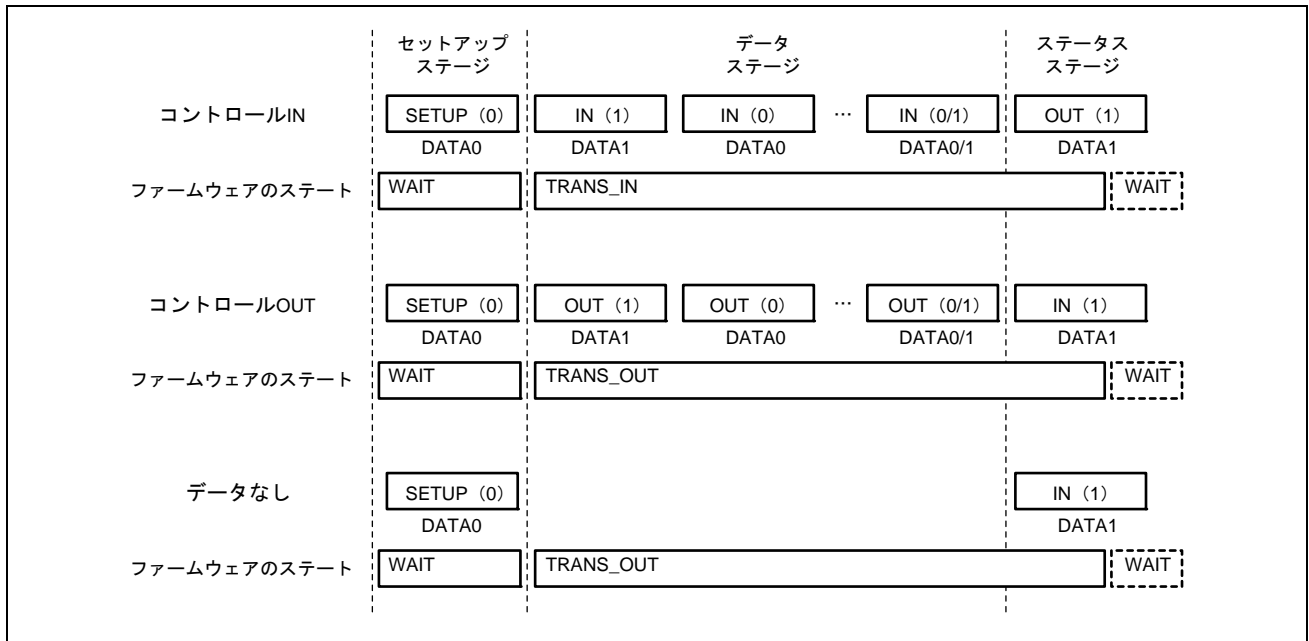 セットアップ
ステージ
データ
ステージ
ステータス
ステージ
コントロールIN
SETUP（0）
IN（1）
IN（0）
…
IN（0/1）
OUT（1）
DATA0
DATA1
DATA0
DATA0/1
DATA1
ファームウェアのステート
WAIT
TRANS_IN
WAIT
コントロールOUT
SETUP（0）
OUT（1）
OUT（0）
…
OUT（0/1）
IN（1）
DATA0
DATA1
DATA0
DATA0/1
DATA1
ファームウェアのステート
WAIT
TRANS_OUT
WAIT
データなし
SETUP（0）
IN（1）
DATA0
DATA1
ファームウェアのステート
WAIT
TRANS_OUT
WAIT